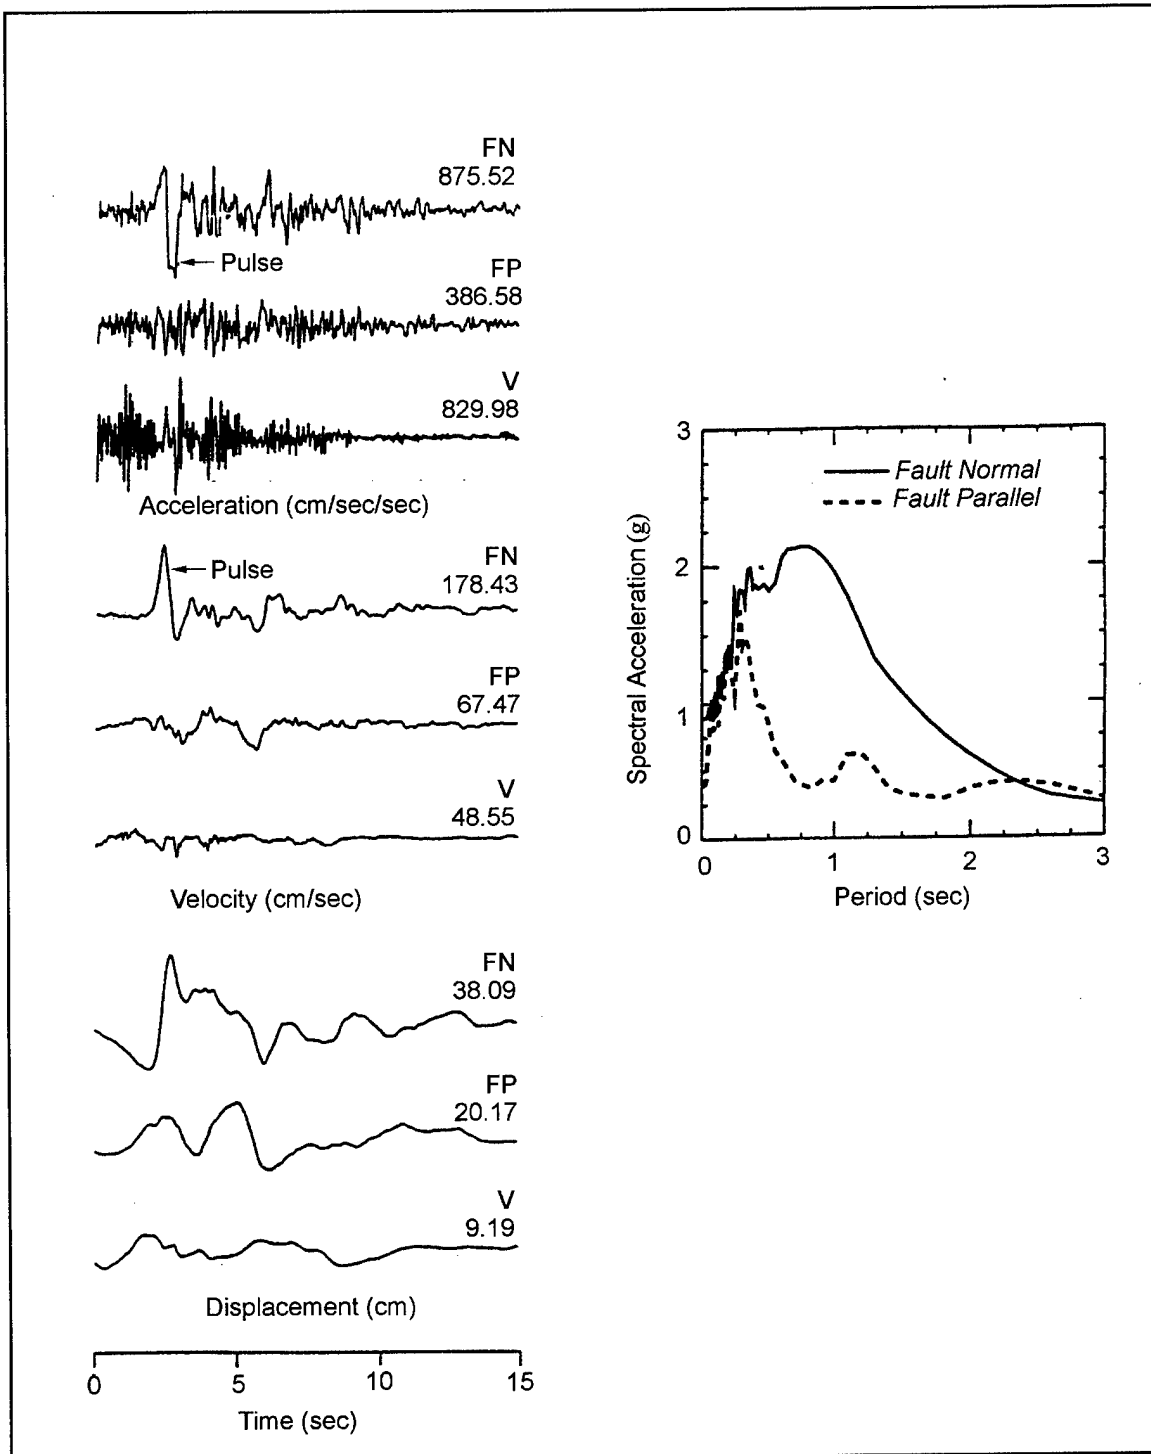 FN
875.52
Pulse
FP
386.58
V
829.98
Acceleration (cm/sec/sec)
FN
Pulse
178.43
FP
67.47
V
48.55
Velocity (cm/sec)
FN
38.09
FP
20.17
V
9.19
Displacement (cm)
0 5 10 15
Time (sec)
3
Fault Normal
Fault Parallel
2
1
0
Spectral Acceleration (g)
0 1 2 3
Period (sec)